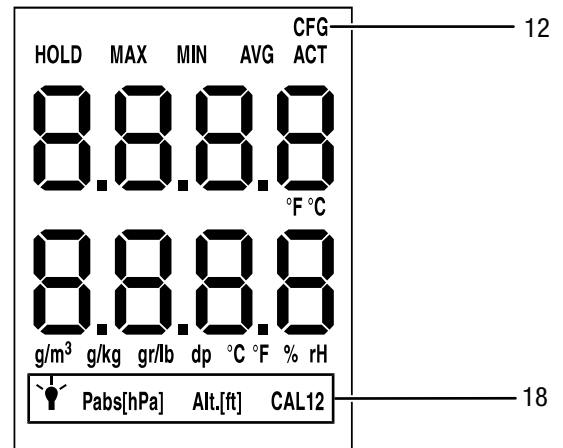 CFG 12
HOLD MAX MIN AVG ACT
8.8.8.8
°F °C
8.8.8.8
g/m³ g/kg gr/lb dp °C °F % rH
Pabs[hPa] Alt.[ft] CAL12 18